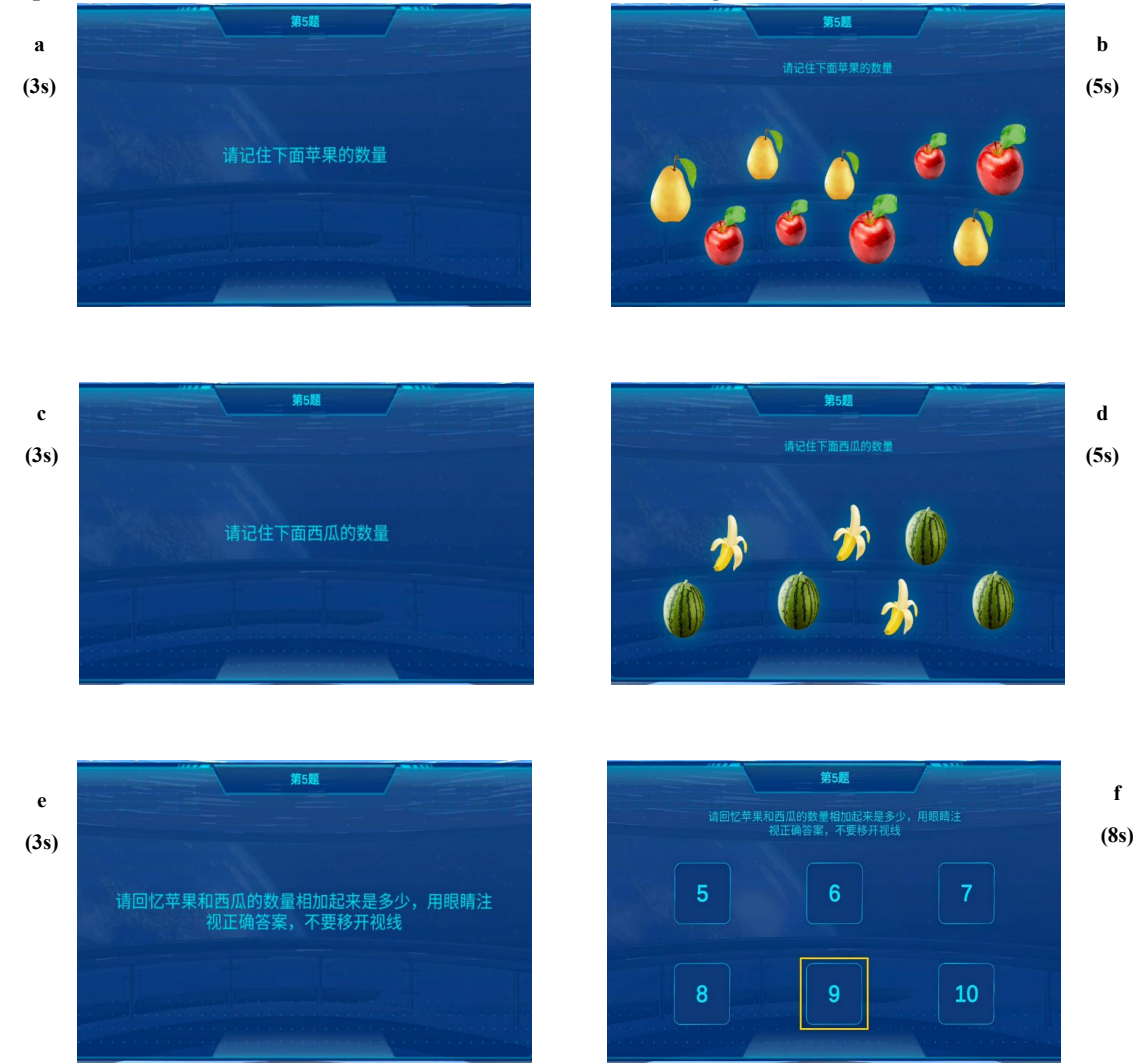 第5题
a
(3s)
请记住下面苹果的数量
第5题
b
(5s)
请记住下面苹果的数量
第5题
c
(3s)
请记住下面西瓜的数量
第5题
d
(5s)
请记住下面西瓜的数量
第5题
e
(3s)
请回忆苹果和西瓜的数量相加起来是多少，用眼睛注
视正确答案，不要移开视线
第5题
f
(8s)
请回忆苹果和西瓜的数量相加起来是多少，用眼睛注
视正确答案，不要移开视线
5 6 7
8 9 10